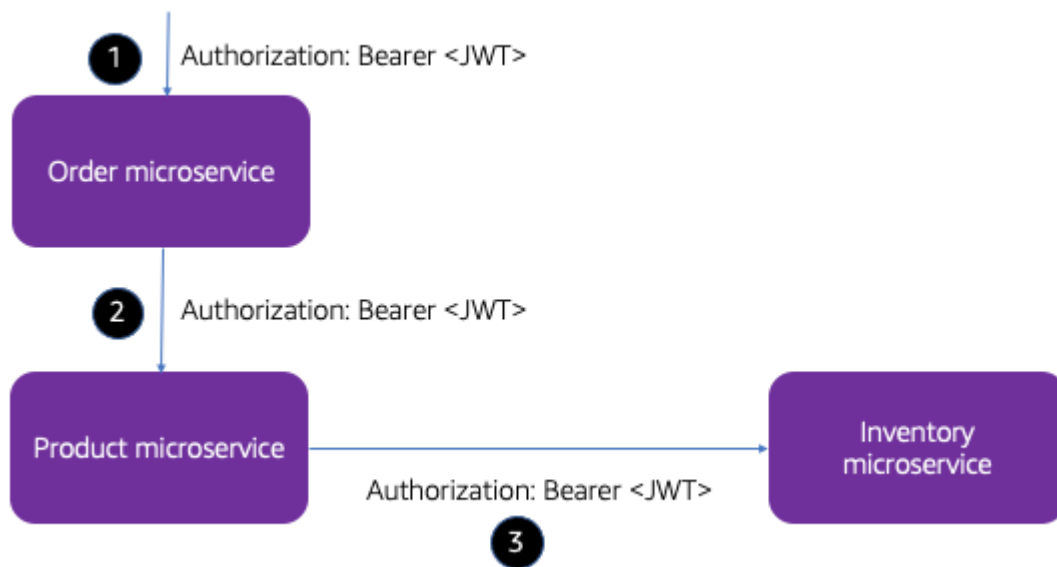 1
Authorization: Bearer <JWT>
Order microservice
2
Authorization: Bearer <JWT>
Product microservice
Inventory
microservice
Authorization: Bearer <JWT>
3